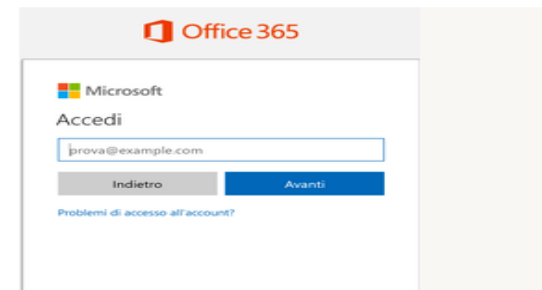 Office 365
Microsoft
Accedi
prova@example.com
Indietro Avanti
Problemi di accesso all'account?